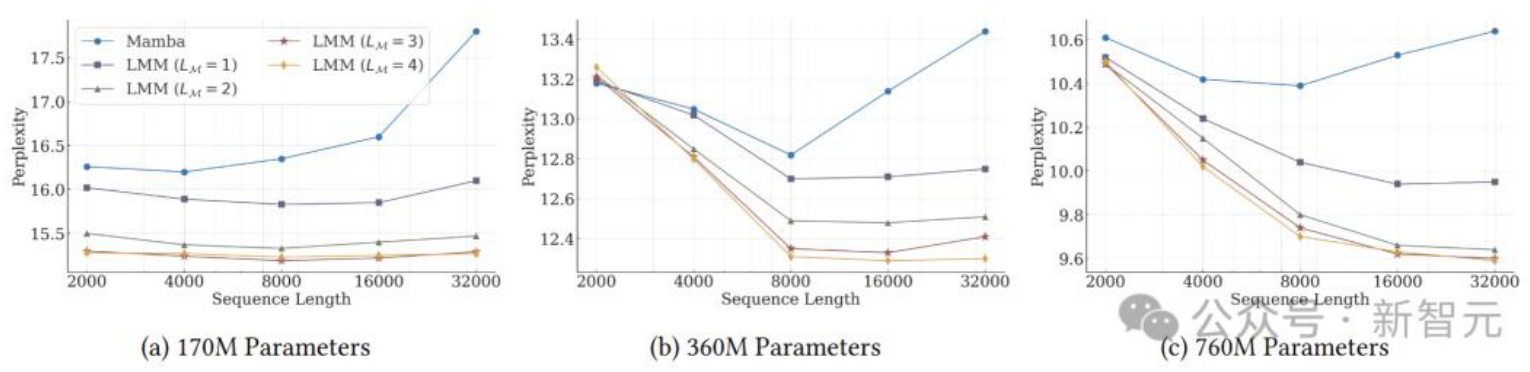 Perplexity
17.5
17.0
16.5
16.0
15.5
Mamba
LMM (L_M = 1)
LMM (L_M = 2)
LMM (L_M = 3)
LMM (L_M = 4)
2000 4000 8000 16000 32000
Sequence Length
(a) 170M Parameters
Perplexity
13.4
13.2
13.0
12.8
12.6
12.4
2000 4000 8000 16000 32000
Sequence Length
(b) 360M Parameters
Perplexity
10.6
10.4
10.2
10.0
9.8
9.6
2000 4000 8000 16000 32000
Sequence Length
(c) 760M Parameters
公众号 · 新智元